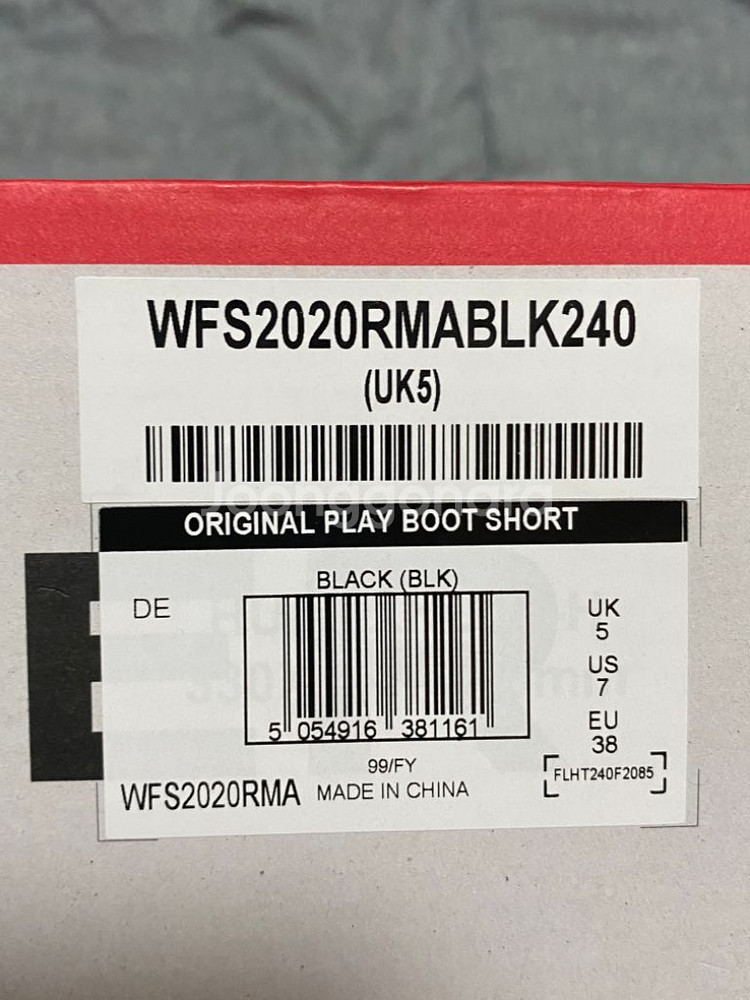 WFS2020RMABLK240
(UK5)
Joonggonara
ORIGINAL PLAY BOOT SHORT
BLACK (BLK)
DE
5 054916 381161
UK
5
US
7
EU
38
99/FY
WFS2020RMA
MADE IN CHINA
FLHT240F2085